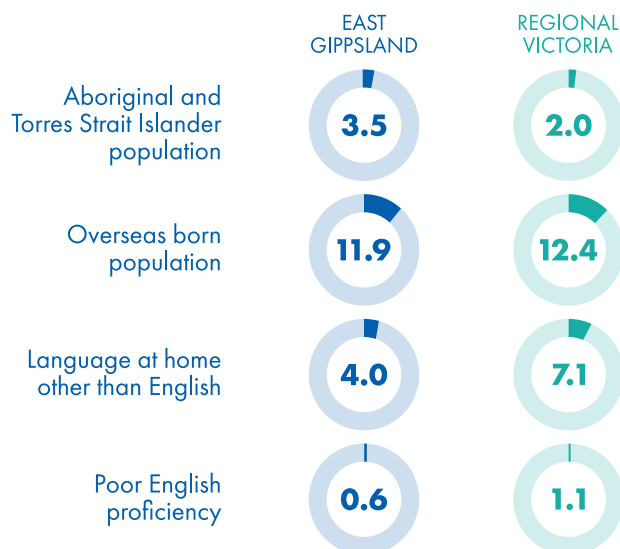 EAST
GIPPSLAND
REGIONAL
VICTORIA
Aboriginal and
Torres Strait Islander
population
3.5
2.0
Overseas born
population
11.9
12.4
Language at home
other than English
4.0
7.1
Poor English
proficiency
0.6
1.1